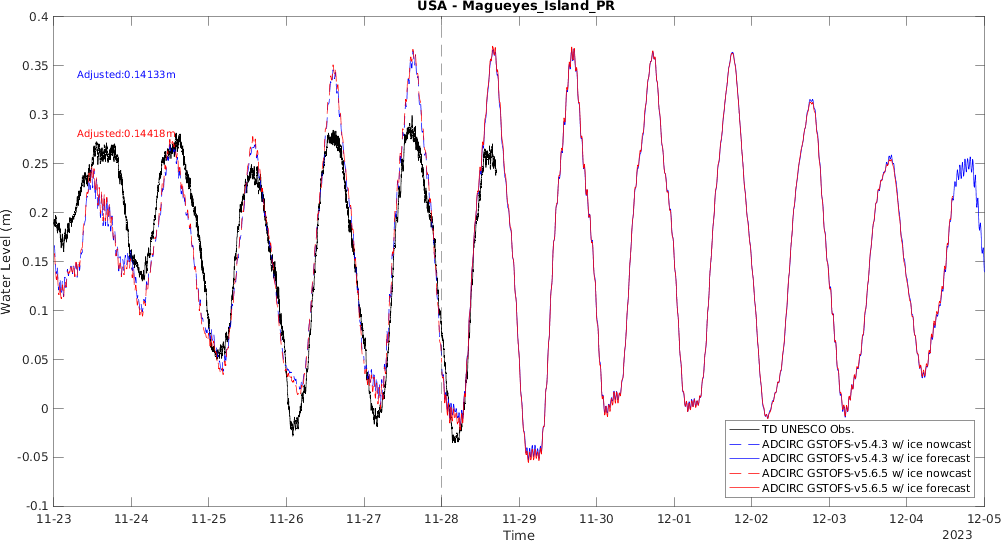 USA - Magueyes_Island_PR
0.4
0.35
0.3
0.25
0.2
0.15
0.1
0.05
0
-0.05
-0.1
Water Level (m)
Adjusted:0.14133m
Adjusted:0.14418m
TD UNESCO Obs.
ADCIRC GSTOFS-v5.4.3 w/ ice nowcast
ADCIRC GSTOFS-v5.4.3 w/ ice forecast
ADCIRC GSTOFS-v5.6.5 w/ ice nowcast
ADCIRC GSTOFS-v5.6.5 w/ ice forecast
11-23 11-24 11-25 11-26 11-27 11-28 11-29 11-30 12-01 12-02 12-03 12-04 12-05
Time
2023